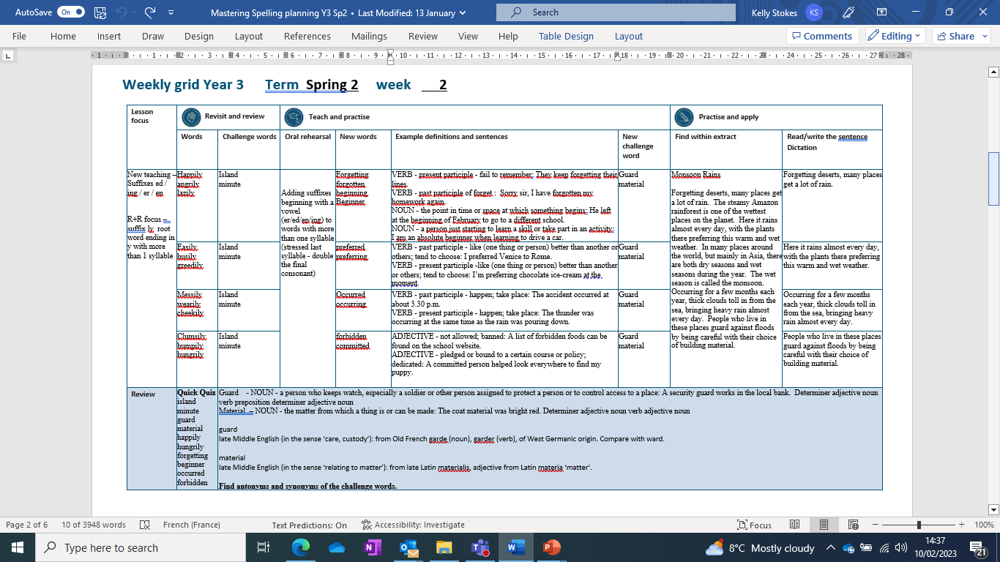 AutoSave On
Mastering Spelling planning Y3 Sp2 • Last Modified: 13 January
Search
Kelly Stokes KS
File Home Insert Draw Design Layout References Mailings Review View Help Table Design Layout
Comments Editing Share
1 1 2 3 4 5 6 7 8 9 10 11 12 13 14 15 16 17 18 19 20 21 22 23 24 25 26 27 28
Weekly grid Year 3 Term Spring 2 week 2
Lesson
focus
Revisit and review
Teach and practise
Practise and apply
Words
Challenge words
Oral rehearsal
New words
Example definitions and sentences
New
challenge
word
Find within extract
Read/write the sentence
Dictation
New teaching –
Suffixes ed /
ing / er / en
R+R focus –
suffix ly, root
word ending in
y with more
than 1 syllable
Happily
angrily
lazily
Island
minute
Adding suffixes
beginning with a
vowel
(er/ed/en/ing) to
words with more
than one syllable
(stressed last
syllable - double
the final
consonant)
Forgetting
forgotten
beginning
Beginner
VERB - present participle - fail to remember: They keep forgetting their
lines.
VERB - past participle of forget : Sorry, sir, I have forgotten my
homework again.
NOUN - the point in time or space at which something begins: He left
at the beginning of February to go to a different school.
NOUN - a person just starting to learn a skill or take part in an activity:
I am an absolute beginner when learning to drive a car.
Guard
material
Monsoon Rains
Forgetting deserts, many places get
a lot of rain. The steamy Amazon
rainforest is one of the wettest
places on the planet. Here it rains
almost every day, with the plants
there preferring this warm and wet
weather. In many places around
the world, but mainly in Asia, there
are both dry seasons and wet
seasons during the year. The wet
season is called the monsoon.
Occurring for a few months each
year, thick clouds toll in from the
sea, bringing heavy rain almost
every day. People who live in
these places guard against floods
by being careful with their choice
of building material.
Forgetting deserts, many places
get a lot of rain.
Easily
busily
greedily
Island
minute
preferred
preferring
VERB - past participle - like (one thing or person) better than another or
others; tend to choose: I preferred Venice to Rome.
VERB - present participle -like (one thing or person) better than another
or others; tend to choose: I’m preferring chocolate ice-cream at the
moment.
Guard
material
Here it rains almost every day,
with the plants there preferring
this warm and wet weather.
Messily
wearily
cheekily
Island
minute
Occurred
occurring
VERB - past participle - happen; take place: The accident occurred at
about 3.30 p.m.
VERB - present participle - happen; take place: The thunder was
occurring at the same time as the rain was pouring down.
Guard
material
Occurring for a few months
each year, thick clouds toll in
from the sea, bringing heavy
rain almost every day.
Clumsily
bumpily
hungrily
Island
minute
forbidden
committed
ADJECTIVE - not allowed; banned: A list of forbidden foods can be
found on the school website.
ADJECTIVE - pledged or bound to a certain course or policy;
dedicated: A committed person helped look everywhere to find my
puppy.
Guard
material
People who live in these places
guard against floods by being
careful with their choice of
building material.
Review
Quick Quiz
island
minute
guard
material
happily
hungrily
forgetting
beginner
occurred
forbidden
Guard - NOUN - a person who keeps watch, especially a soldier or other person assigned to protect a person or to control access to a place: A security guard works in the local bank. Determiner adjective noun
verb preposition determiner adjective noun
Material – NOUN - the matter from which a thing is or can be made: The coat material was bright red. Determiner adjective noun verb adjective noun
guard
late Middle English (in the sense ‘care, custody’): from Old French garde (noun), garder (verb), of West Germanic origin. Compare with ward.
material
late Middle English (in the sense ‘relating to matter’): from late Latin materialis, adjective from Latin materia ‘matter’.
Find antonyms and synonyms of the challenge words.
Page 2 of 6 10 of 3948 words French (France) Text Predictions: On Accessibility: Investigate Focus 100%
Type here to search
8°C Mostly cloudy
14:37
10/02/2023
21